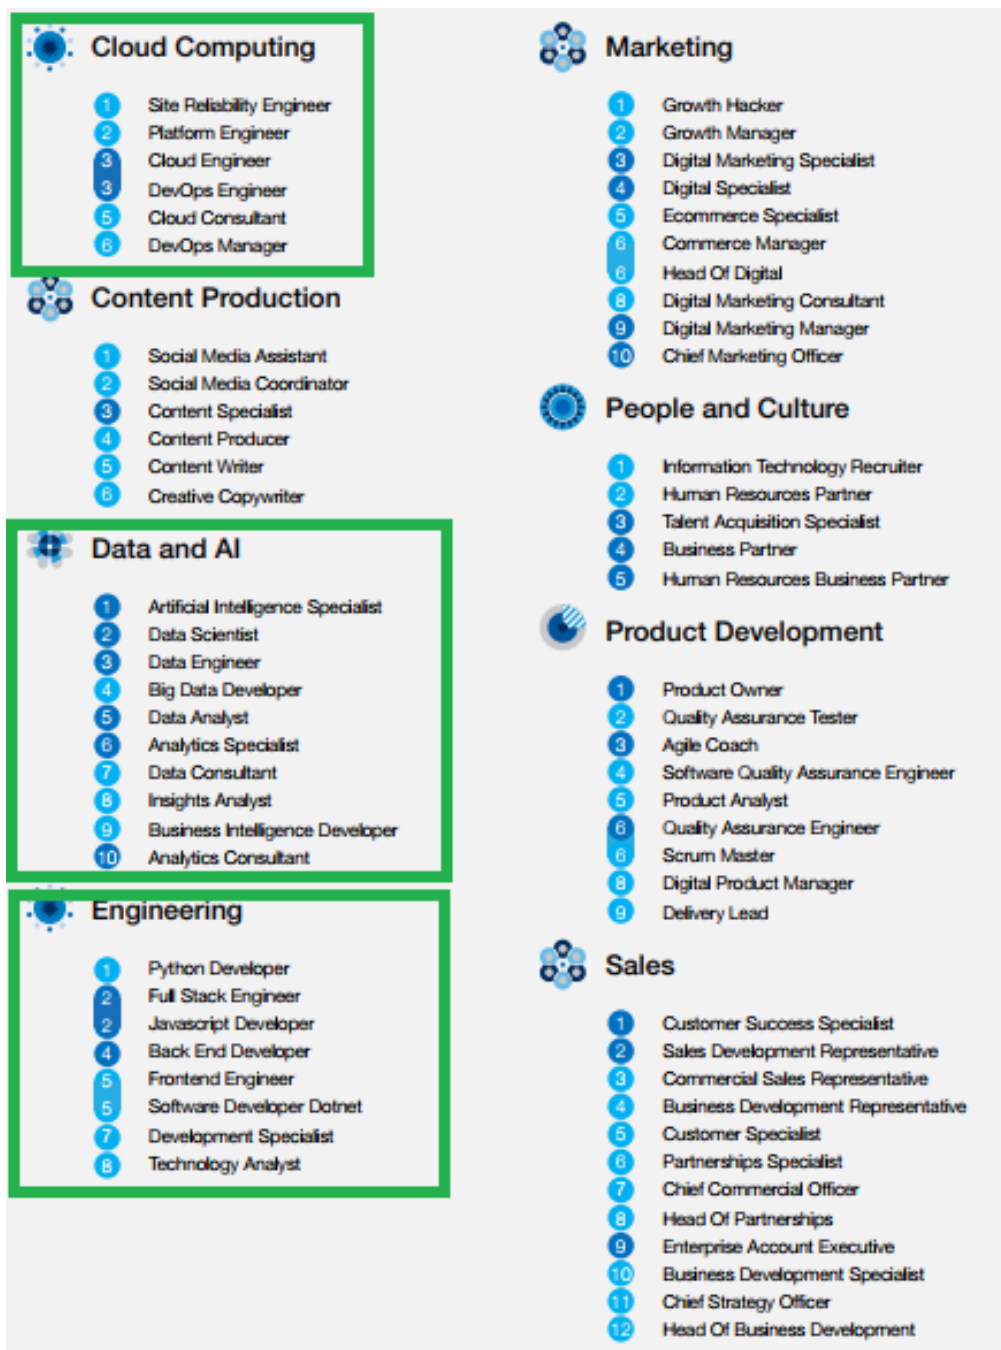 Cloud Computing
1 Site Reliability Engineer
2 Platform Engineer
3 Cloud Engineer
3 DevOps Engineer
5 Cloud Consultant
6 DevOps Manager
Content Production
1 Social Media Assistant
2 Social Media Coordinator
3 Content Specialist
4 Content Producer
5 Content Writer
6 Creative Copywriter
Data and AI
1 Artificial Intelligence Specialist
2 Data Scientist
3 Data Engineer
4 Big Data Developer
5 Data Analyst
6 Analytics Specialist
7 Data Consultant
8 Insights Analyst
9 Business Intelligence Developer
10 Analytics Consultant
Engineering
1 Python Developer
2 Full Stack Engineer
2 Javascript Developer
4 Back End Developer
5 Frontend Engineer
5 Software Developer Dotnet
7 Development Specialist
8 Technology Analyst
Marketing
1 Growth Hacker
2 Growth Manager
3 Digital Marketing Specialist
4 Digital Specialist
5 Ecommerce Specialist
6 Commerce Manager
6 Head Of Digital
8 Digital Marketing Consultant
9 Digital Marketing Manager
10 Chief Marketing Officer
People and Culture
1 Information Technology Recruiter
2 Human Resources Partner
3 Talent Acquisition Specialist
4 Business Partner
5 Human Resources Business Partner
Product Development
1 Product Owner
2 Quality Assurance Tester
3 Agile Coach
4 Software Quality Assurance Engineer
5 Product Analyst
6 Quality Assurance Engineer
6 Scrum Master
8 Digital Product Manager
9 Delivery Lead
Sales
1 Customer Success Specialist
2 Sales Development Representative
3 Commercial Sales Representative
4 Business Development Representative
5 Customer Specialist
6 Partnerships Specialist
7 Chief Commercial Officer
8 Head Of Partnerships
9 Enterprise Account Executive
10 Business Development Specialist
11 Chief Strategy Officer
12 Head Of Business Development